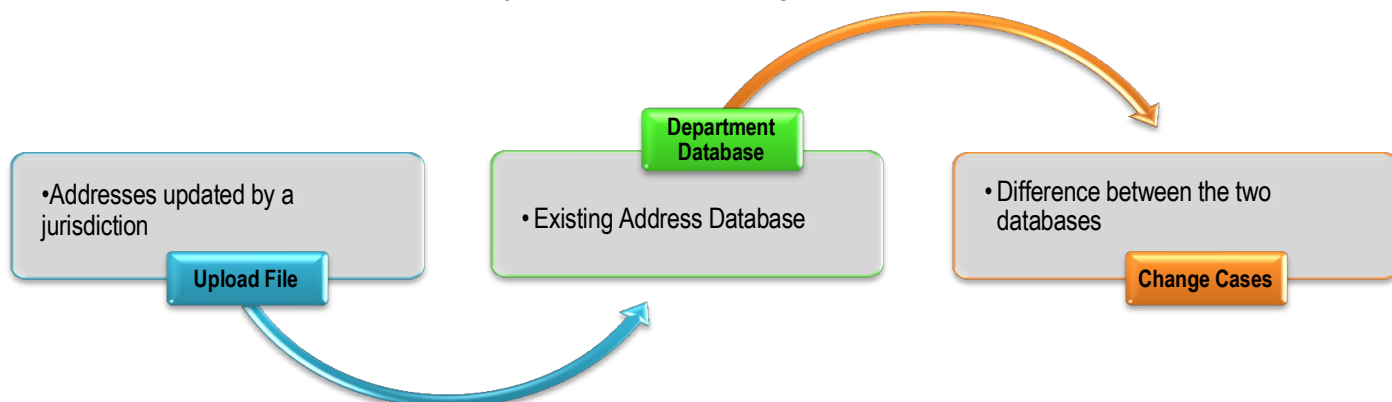 •Addresses updated by a
jurisdiction
Upload File
Department
Database
• Existing Address Database
• Difference between the two
databases
Change Cases